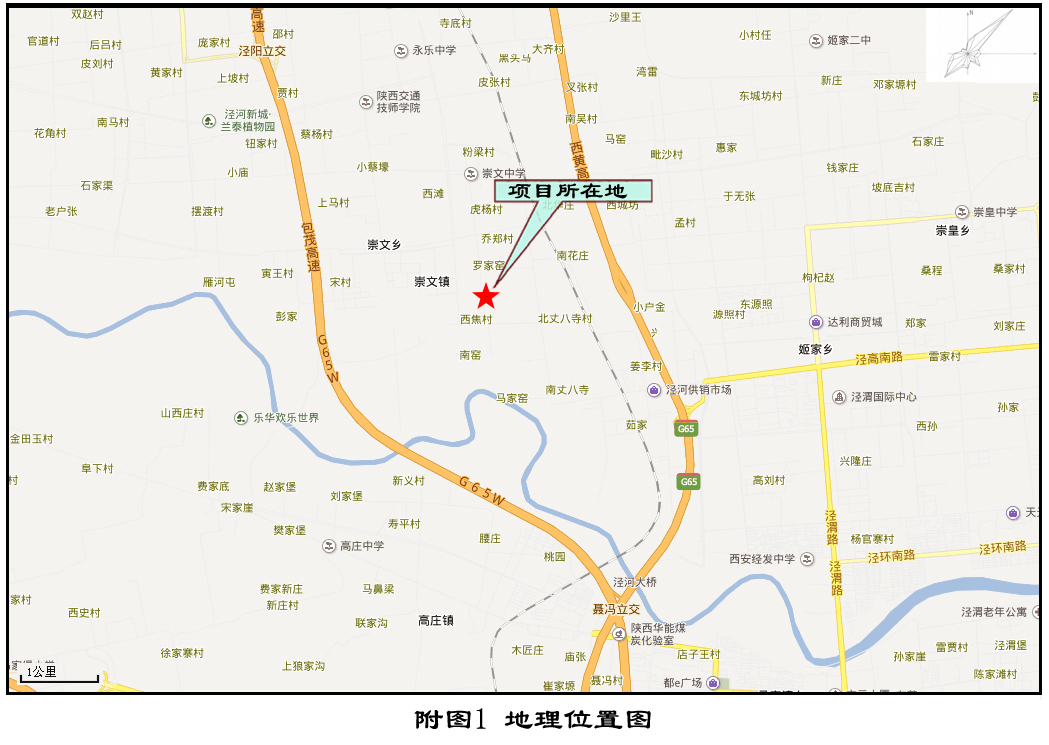 双赵村
高速
邵村
寺底村
沙里王
官道村
后吕村
庞家村
泾阳立交
永乐中学
大齐村
小村任
姬家二中
N
皮刘村
黄家村
上坡村
黑头马
湾雷
贾村
陕西交通
技师学院
皮张村
叉张村
东城坊村
新庄
邓家塬村
泾河新城·
兰泰植物园
南马村
花角村
南吴村
蔡杨村
钮家村
马窑
惠家
石家庄
西黄高
粉梁村
毗沙村
小庙
小蔡壕
崇文中学
钱家庄
石家渠
坡底吉村
项目所在地
西滩
于无张
老户张
摆渡村
上马村
虎杨村
西城坊
孟村
崇皇中学
崇皇乡
包茂高速
崇文乡
乔郑村
南花庄
罗家窑
寅王村
雁河屯
宋村
崇文镇
枸杞赵
桑程
桑家村
彭家
西焦村
北丈八寺村
小户金
东源照
源照村
达利商贸城
郑家
刘家庄
G65W
南窑
姬家乡
泾高南路
雷家村
姜李村
马家窑
南丈八寺
泾河供销市场
泾渭国际中心
孙家
山西庄村
乐华欢乐世界
茹家
G65
西孙
金田玉村
村
阜下村
兴隆庄
费家底
赵家堡
刘家堡
新义村
G65W
G65
高刘村
宋家崖
樊家堡
寿平村
腰庄
泾渭路
杨官寨村
高庄中学
桃园
西安经发中学
泾环南路
泾环南路
泾渭路
费家新庄
新庄村
马鼻梁
泾河大桥
家村
西史村
联家沟
高庄镇
聂冯立交
陕西华能煤
炭化验室
泾渭老年公寓
徐家寨村
上狼家沟
木匠庄
庙张
店子王村
孙家崖
雷贾村
泾渭堡
陈家滩村
1公里
崔家塬
聂冯村
都e广场
附图1 地理位置图